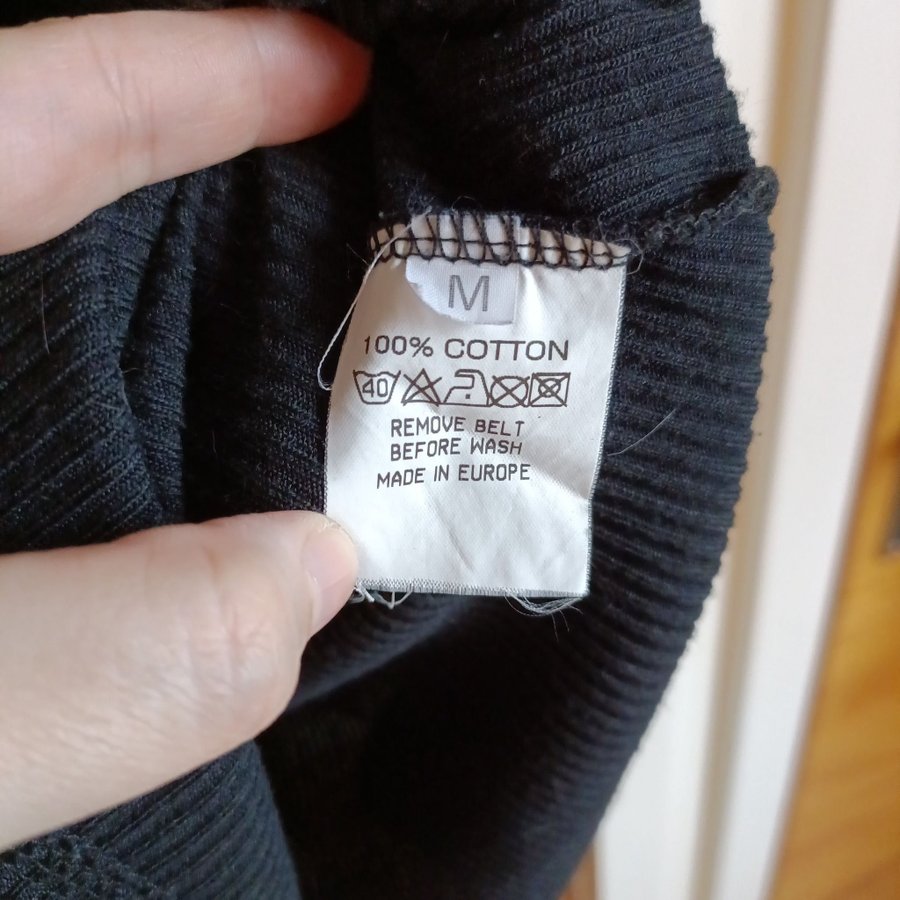 M
100% COTTON
40
REMOVE BELT
BEFORE WASH
MADE IN EUROPE